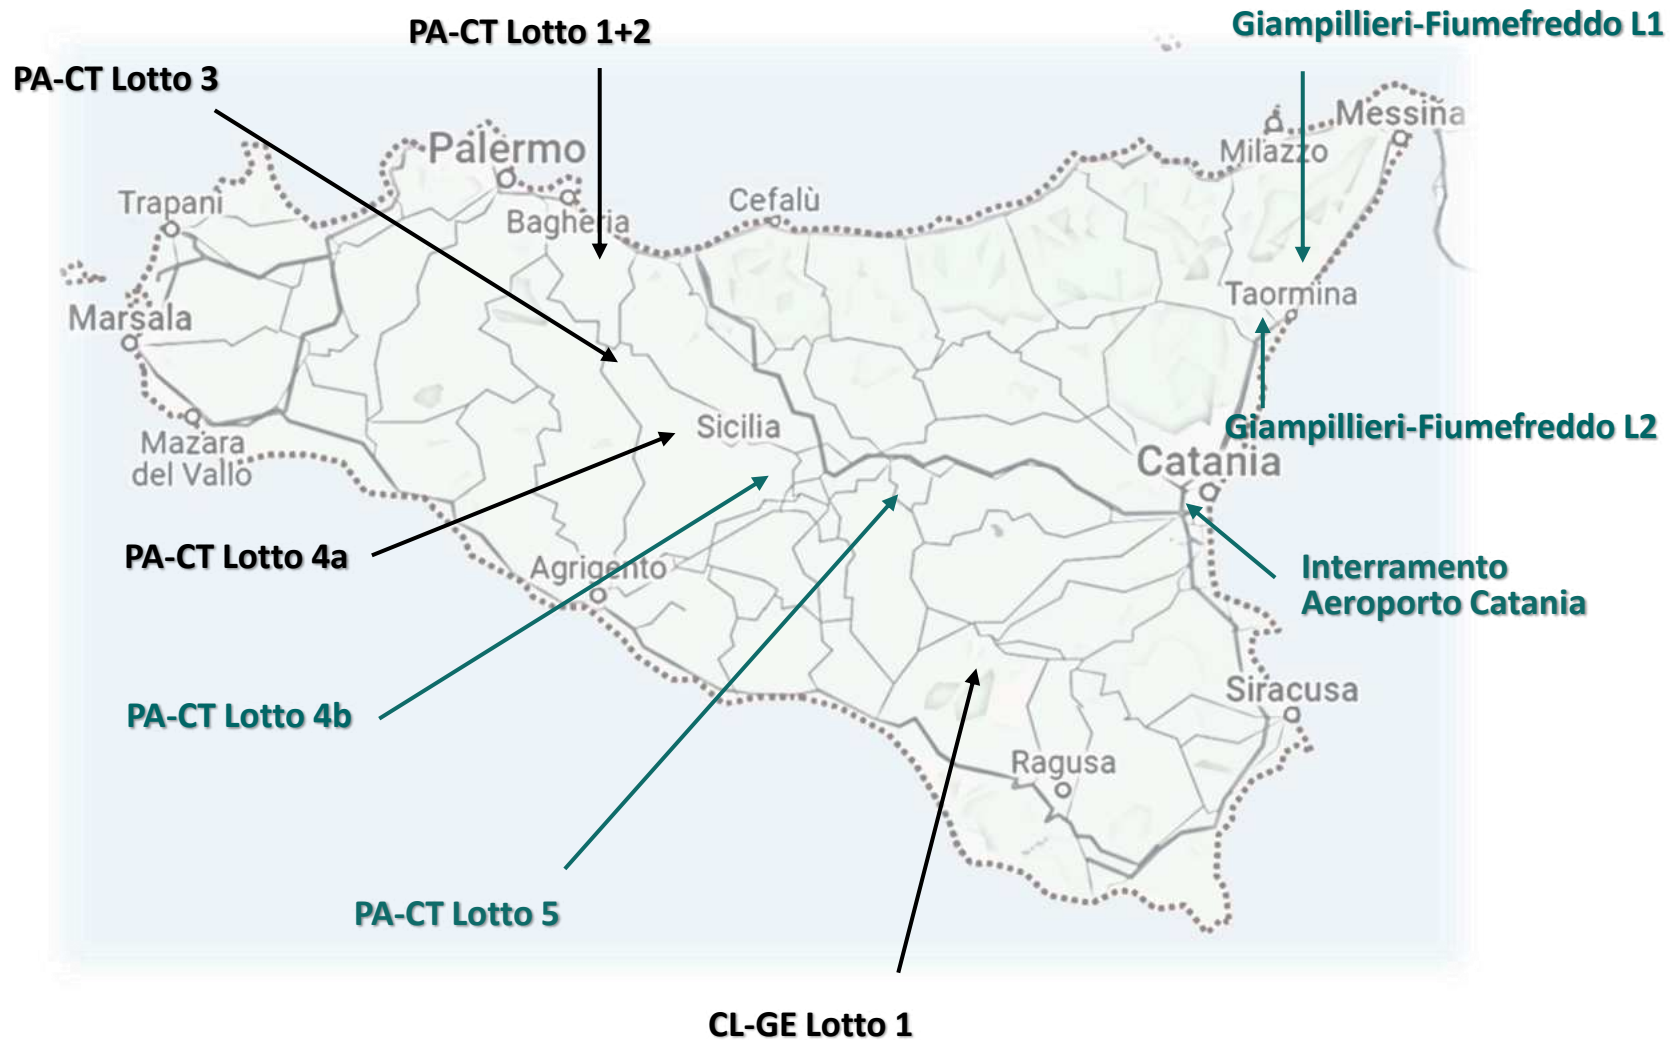 PA-CT Lotto 1+2
Giampillieri-Fiumefreddo L1
PA-CT Lotto 3
Messina
Palermo
Milazzo
Trapani
Cefalù
Bagheria
Taormina
Marsala
Sicilia
Giampillieri-Fiumefreddo L2
Mazara
del Vallo
Catania
PA-CT Lotto 4a
Agrigento
Interramento
Aeroporto Catania
Siracusa
PA-CT Lotto 4b
Ragusa
PA-CT Lotto 5
CL-GE Lotto 1